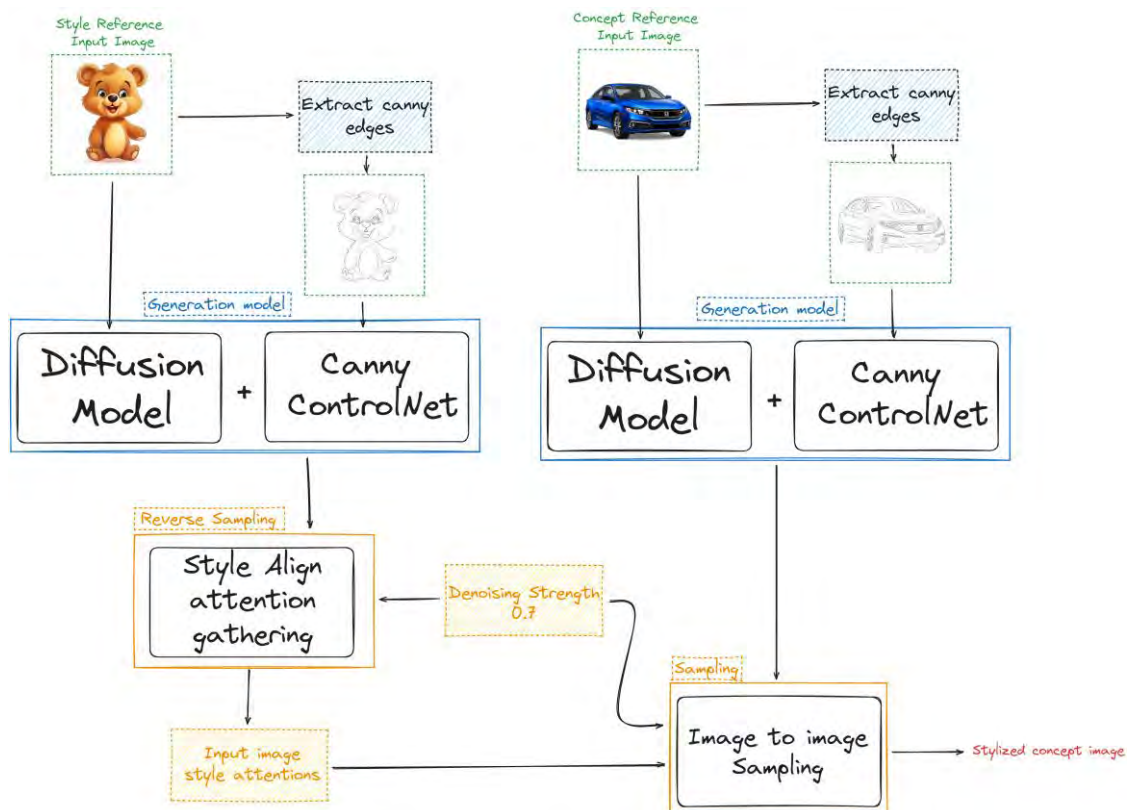 Style Reference
Input Image
Concept Reference
Input Image
Extract canny
edges
Extract canny
edges
Generation model
Generation model
Diffusion
Model
+
Canny
ControlNet
Diffusion
Model
+
Canny
ControlNet
Reverse Sampling
Style Align
attention
gathering
Denoising Strength
0.7
Sampling
Input image
style attentions
Image to image
Sampling
Stylized concept image